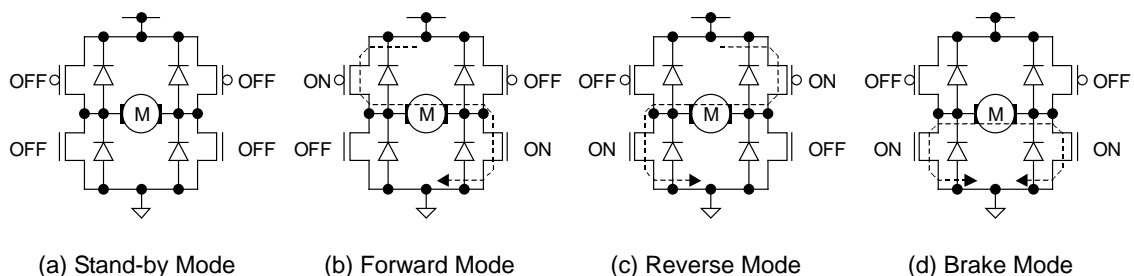 OFF OFF ON OFF OFF ON OFF OFF
M M M M
OFF OFF OFF ON ON OFF ON ON
(a) Stand-by Mode (b) Forward Mode (c) Reverse Mode (d) Brake Mode